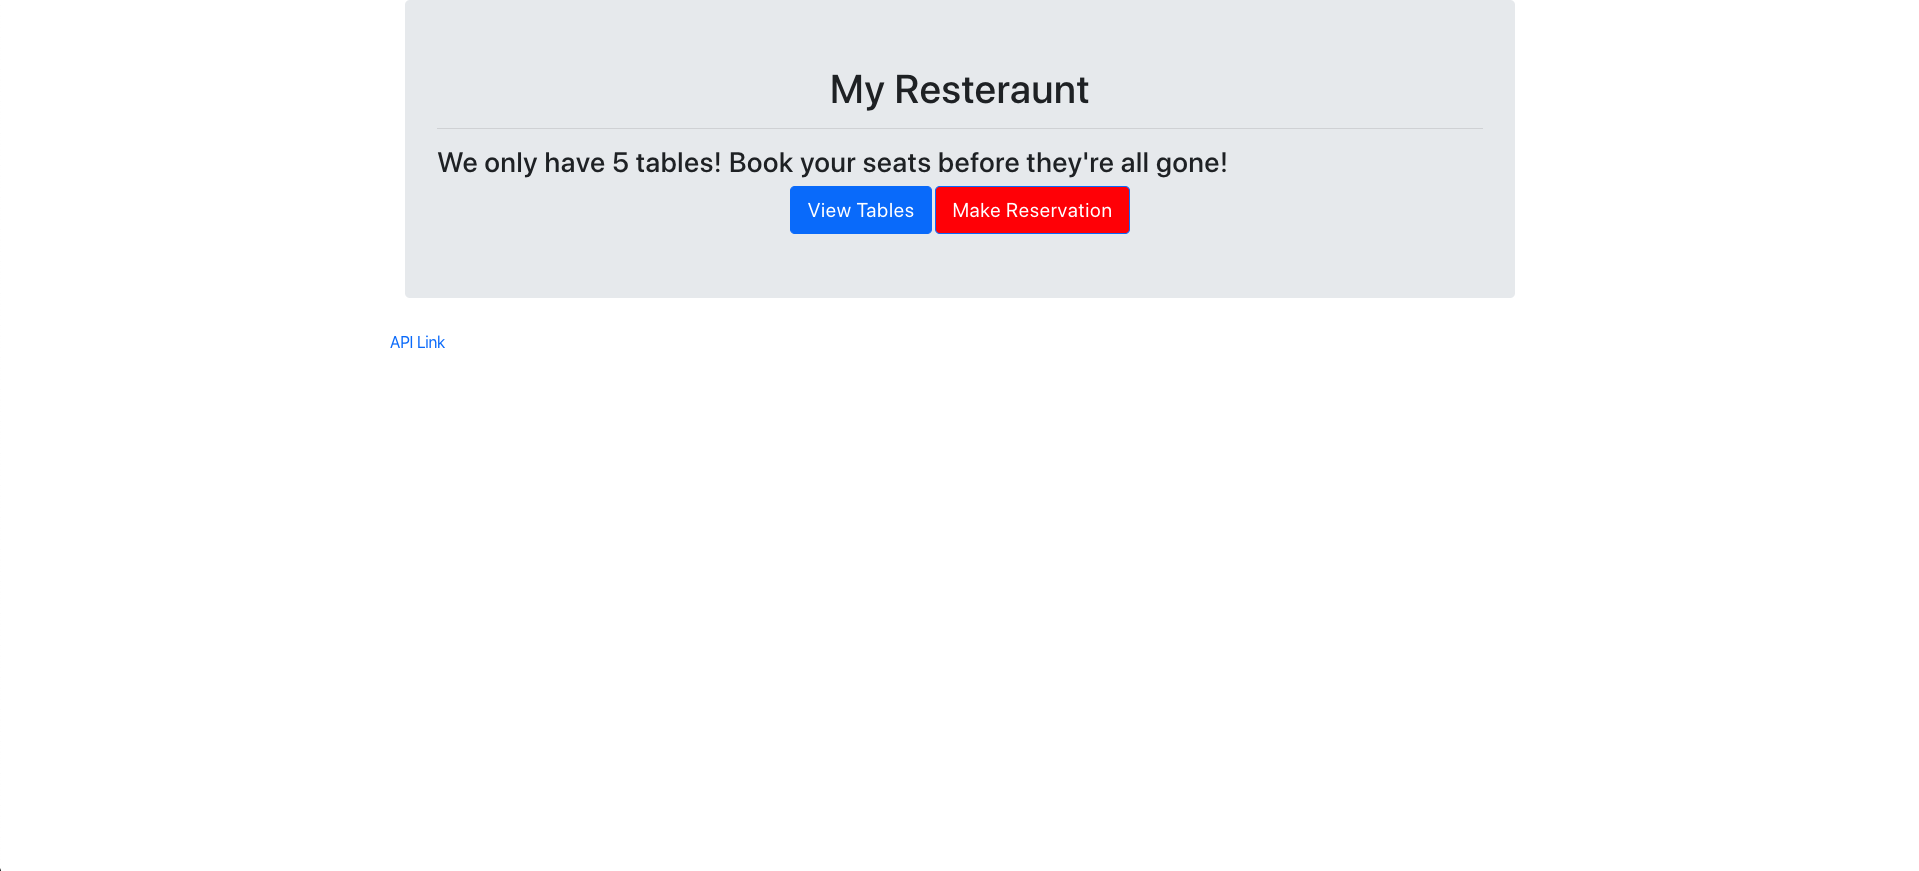 My Resteraunt
We only have 5 tables! Book your seats before they're all gone!
View Tables Make Reservation
API Link